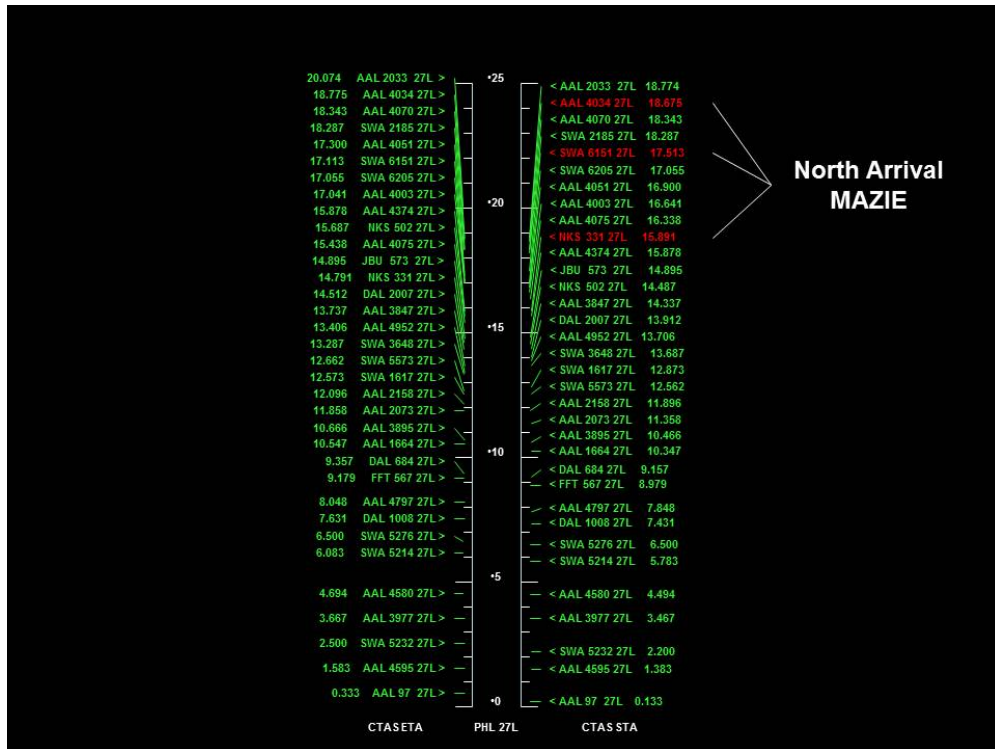 20.074 AAL 2033 27L >
18.775 AAL 4034 27L >
18.343 AAL 4070 27L >
18.287 SWA 2185 27L >
17.300 AAL 4051 27L >
17.113 SWA 6151 27L >
17.055 SWA 6205 27L >
17.041 AAL 4003 27L >
15.878 AAL 4374 27L >
15.687 NKS 502 27L >
15.438 AAL 4075 27L >
14.895 JBU 573 27L >
14.791 NKS 331 27L >
14.512 DAL 2007 27L >
13.737 AAL 3847 27L >
13.406 AAL 4952 27L >
13.287 SWA 3648 27L >
12.662 SWA 5573 27L >
12.573 SWA 1617 27L >
12.096 AAL 2158 27L >
11.858 AAL 2073 27L >
10.666 AAL 3895 27L >
10.547 AAL 1664 27L >
9.357 DAL 684 27L >
9.179 FFT 567 27L >
8.048 AAL 4797 27L >
7.631 DAL 1008 27L >
6.500 SWA 5276 27L >
6.083 SWA 5214 27L >
4.694 AAL 4580 27L >
3.667 AAL 3977 27L >
2.500 SWA 5232 27L >
1.583 AAL 4595 27L >
0.333 AAL 97 27L >
CTAS ETA
•25
•20
•15
•10
•5
•0
PHL 27L
< AAL 2033 27L 18.774
< AAL 4034 27L 18.675
< AAL 4070 27L 18.343
< SWA 2185 27L 18.287
< SWA 6151 27L 17.513
< SWA 6205 27L 17.055
< AAL 4051 27L 16.900
< AAL 4003 27L 16.641
< AAL 4075 27L 16.338
< NKS 331 27L 15.891
< AAL 4374 27L 15.878
< JBU 573 27L 14.895
< NKS 502 27L 14.487
< AAL 3847 27L 14.337
< DAL 2007 27L 13.912
< AAL 4952 27L 13.706
< SWA 3648 27L 13.687
< SWA 1617 27L 12.873
< SWA 5573 27L 12.562
< AAL 2158 27L 11.896
< AAL 2073 27L 11.358
< AAL 3895 27L 10.466
< AAL 1664 27L 10.347
< DAL 684 27L 9.157
< FFT 567 27L 8.979
< AAL 4797 27L 7.848
< DAL 1008 27L 7.431
< SWA 5276 27L 6.500
< SWA 5214 27L 5.783
< AAL 4580 27L 4.494
< AAL 3977 27L 3.467
< SWA 5232 27L 2.200
< AAL 4595 27L 1.383
< AAL 97 27L 0.133
CTAS STA
North Arrival
MAZIE